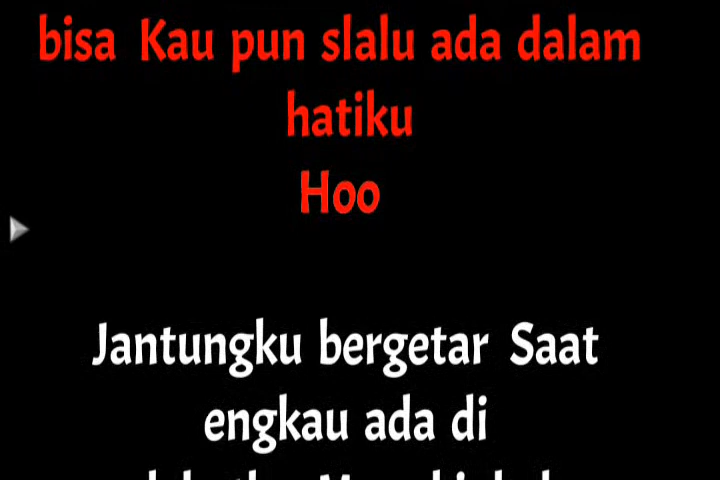 bisa Kau pun slalu ada dalam
hatiku
Hoo
Jantungku bergetar Saat
engkau ada di